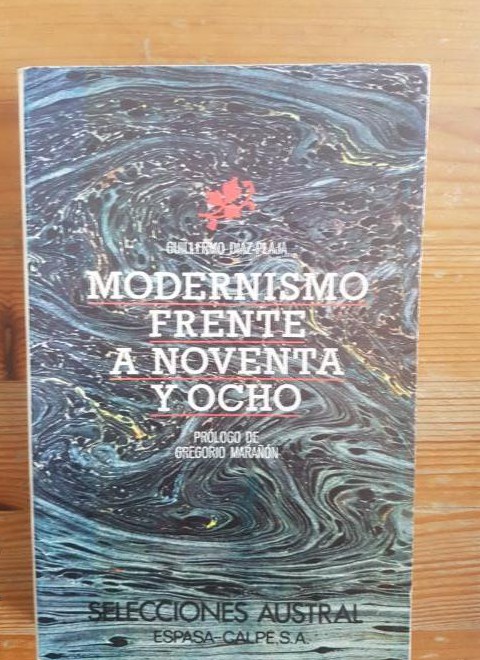 GUILLERMO DÍAZ-PLAJA
MODERNISMO
FRENTE
A NOVENTA
Y OCHO
PRÓLOGO DE
GREGORIO MARAÑÓN
SELECCIONES AUSTRAL
ESPASA-CALPE, S.A.